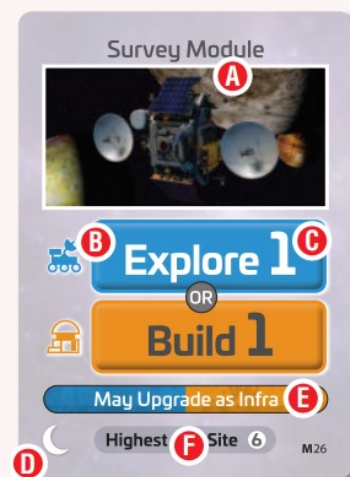 Survey Module
A
B Explore 1 C
OR
Build 1
May Upgrade as Infra E
Highest F Site 6
D M26